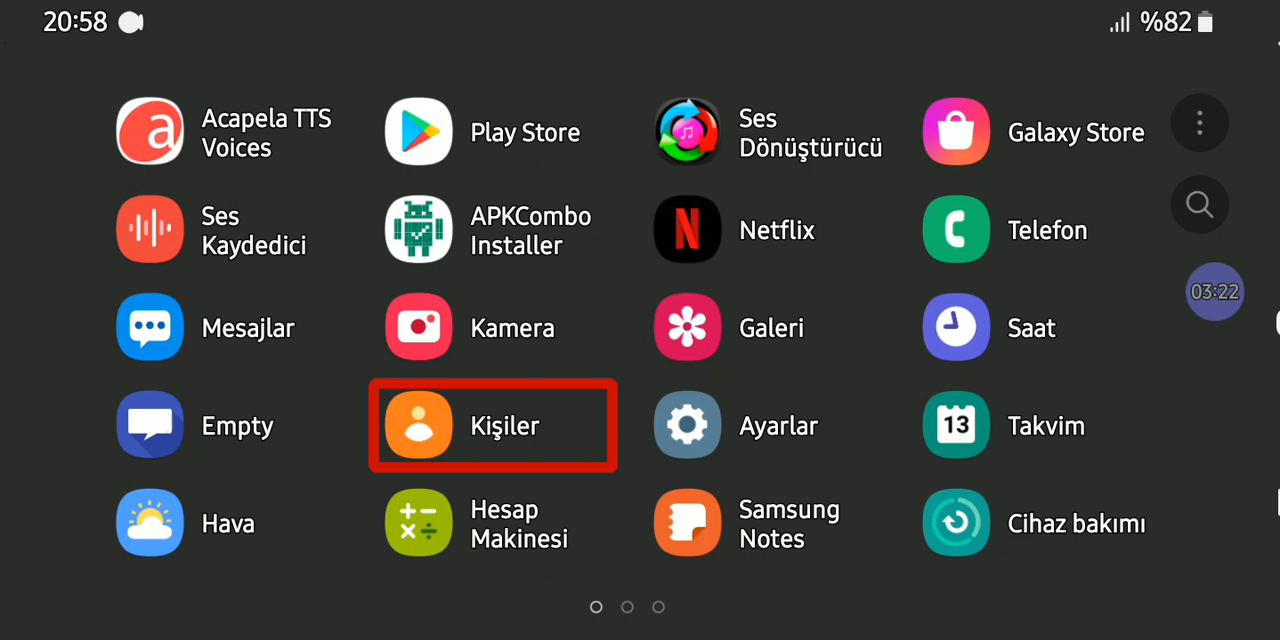 20:58
%82
Acapela TTS
Voices
Play Store
Ses
Dönüştürücü
Galaxy Store
Ses
Kaydedici
APKCombo
Installer
Netflix
Telefon
03:22
Mesajlar
Kamera
Galeri
Saat
Empty
Kişiler
Ayarlar
13
Takvim
Hava
Hesap
Makinesi
Samsung
Notes
Cihaz bakımı